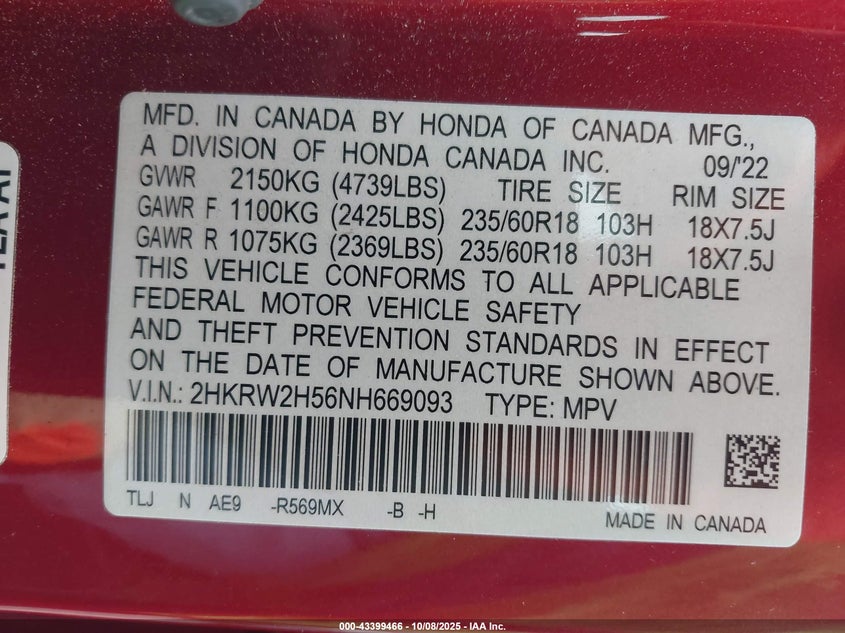 MFD. IN CANADA BY HONDA OF CANADA MFG.,
A DIVISION OF HONDA CANADA INC. 09/'22
GVWR 2150KG (4739LBS) TIRE SIZE RIM SIZE
GAWR F 1100KG (2425LBS) 235/60R18 103H 18X7.5J
GAWR R 1075KG (2369LBS) 235/60R18 103H 18X7.5J
THIS VEHICLE CONFORMS TO ALL APPLICABLE
FEDERAL MOTOR VEHICLE SAFETY
AND THEFT PREVENTION STANDARDS IN EFFECT
ON THE DATE OF MANUFACTURE SHOWN ABOVE.
V.I.N.: 2HKRW2H56NH669093 TYPE: MPV
TLJ N AE9 -R569MX -B -H
MADE IN CANADA
000-43399466 - 10/08/2025 - IAA Inc.